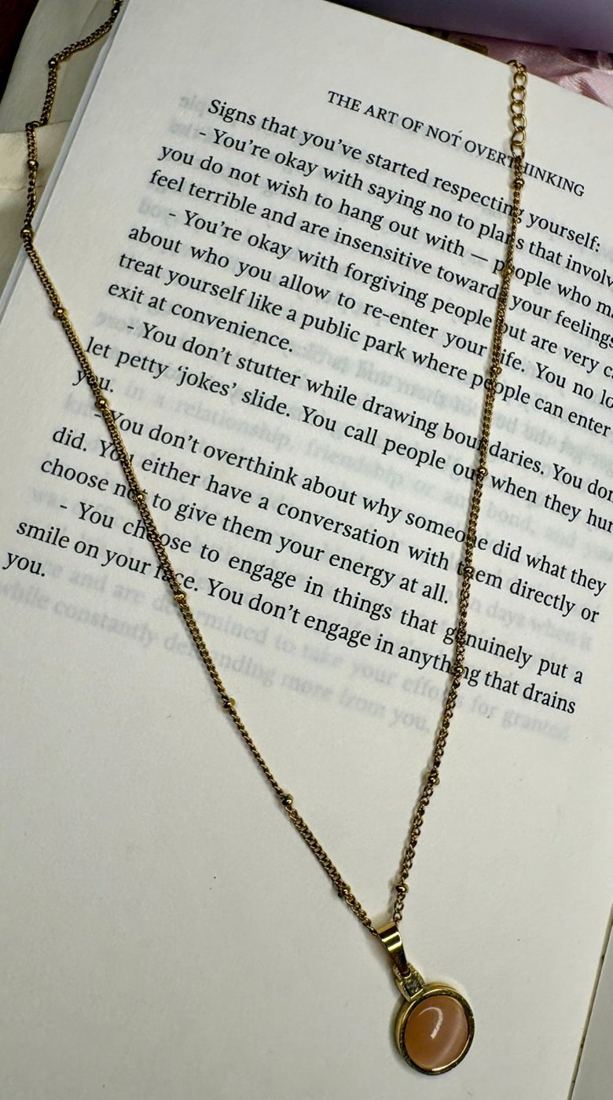 THE ART OF NOT OVERTHINKING
Signs that you've started respecting yourself:
- You're okay with saying no to plans that involv
you do not wish to hang out with — people who m
feel terrible and are insensitive toward your feelings
- You're okay with forgiving people but are very c
about who you allow to re-enter your life. You no lo
treat yourself like a public park where people can enter
exit at convenience.
- You don't stutter while drawing boundaries. You don
let petty 'jokes' slide. You call people out when they hur
you.
- You don't overthink about why someone did what they
did. You either have a conversation with them directly or
choose not to give them your energy at all.
- You choose to engage in things that genuinely put a
smile on your face. You don't engage in anything that drains
you.